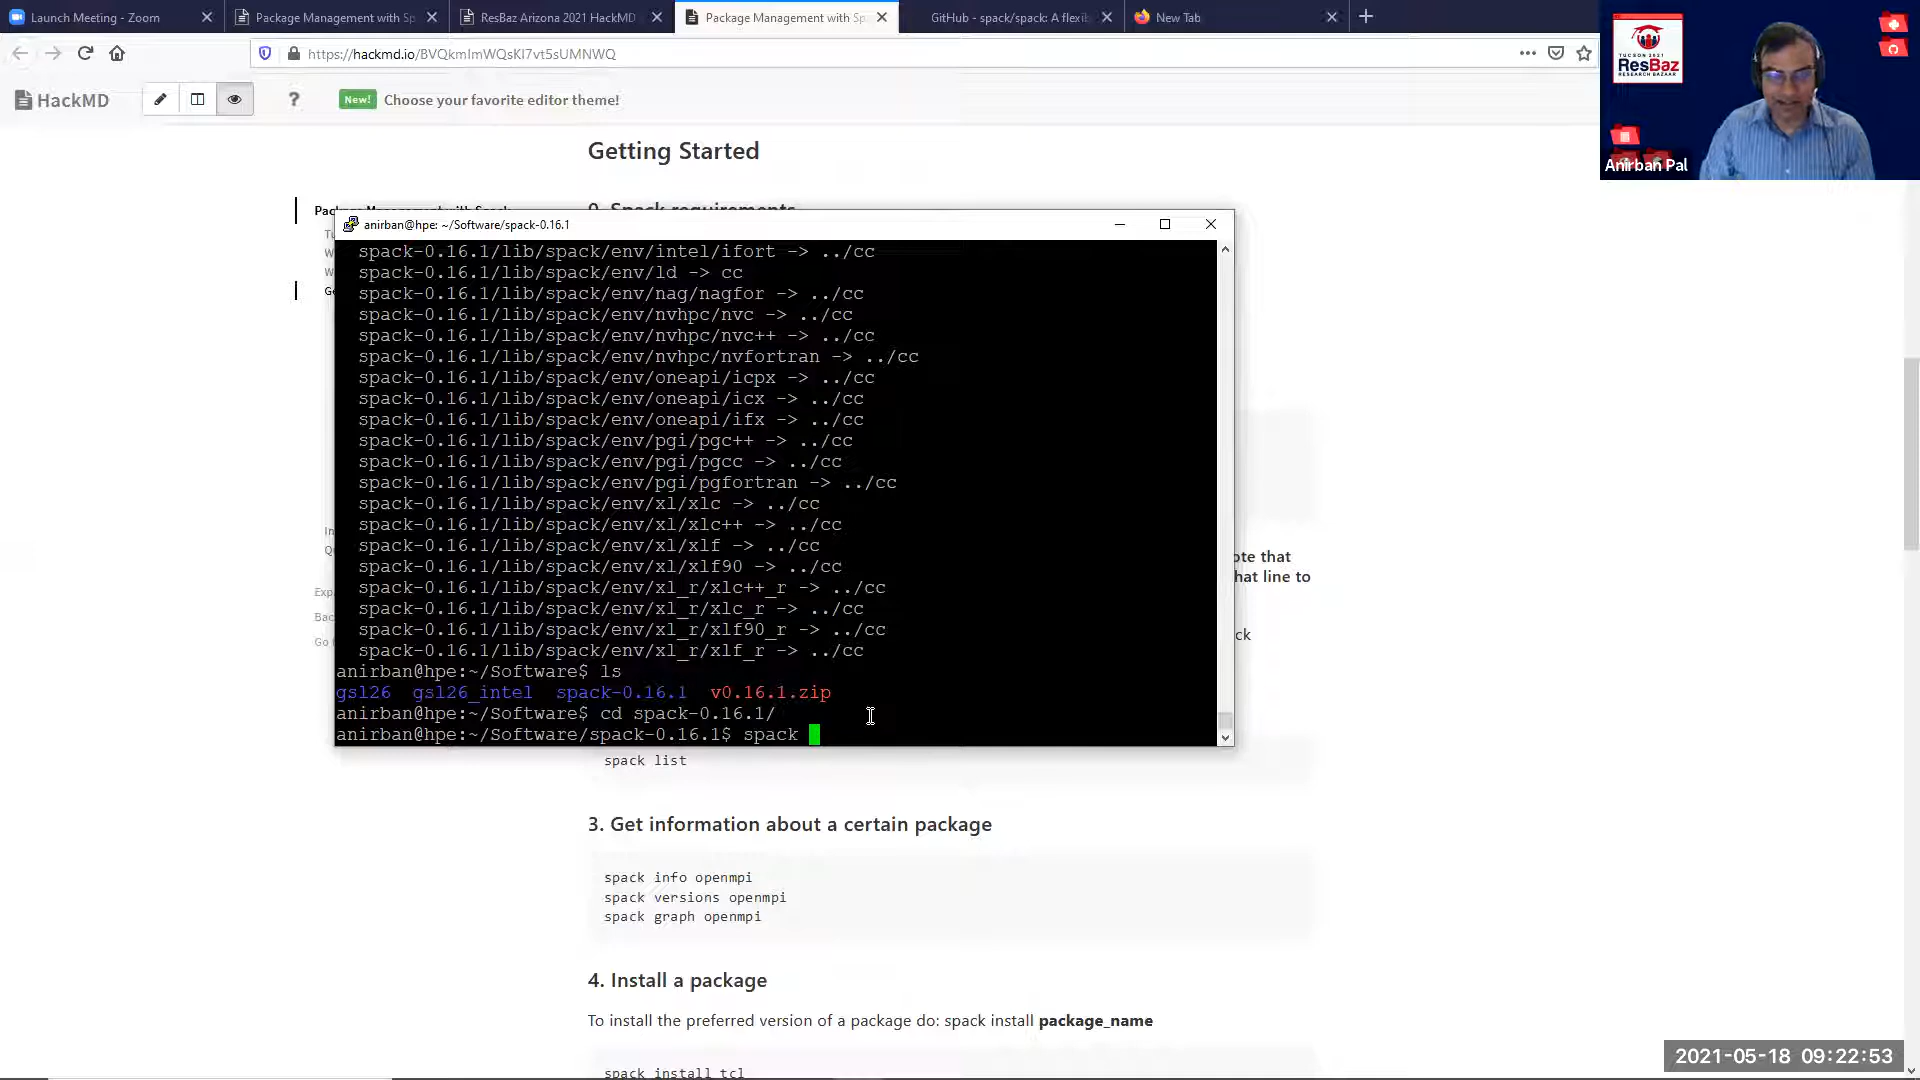 Launch Meeting - Zoom
Package Management with Sp
ResBaz Arizona 2021 HackMD
Package Management with Sp
GitHub - spack/spack: A flexib
New Tab
https://hackmd.io/BVQkmImWQsKI7vt5sUMNWQ
HackMD
?
New!
Choose your favorite editor theme!
TUCSON 2021
ResBaz
RESEARCH BAZAAR
Anirban Pal
Getting Started
0. Spack requirements
anirban@hpe: ~/Software/spack-0.16.1
spack-0.16.1/lib/spack/env/intel/ifort -> ../cc
spack-0.16.1/lib/spack/env/ld -> cc
spack-0.16.1/lib/spack/env/nag/nagfor -> ../cc
spack-0.16.1/lib/spack/env/nvhpc/nvc -> ../cc
spack-0.16.1/lib/spack/env/nvhpc/nvc++ -> ../cc
spack-0.16.1/lib/spack/env/nvhpc/nvfortran -> ../cc
spack-0.16.1/lib/spack/env/oneapi/icpx -> ../cc
spack-0.16.1/lib/spack/env/oneapi/icx -> ../cc
spack-0.16.1/lib/spack/env/oneapi/ifx -> ../cc
spack-0.16.1/lib/spack/env/pgi/pgc++ -> ../cc
spack-0.16.1/lib/spack/env/pgi/pgcc -> ../cc
spack-0.16.1/lib/spack/env/pgi/pgfortran -> ../cc
spack-0.16.1/lib/spack/env/xl/xlc -> ../cc
spack-0.16.1/lib/spack/env/xl/xlc++ -> ../cc
spack-0.16.1/lib/spack/env/xl/xlf -> ../cc
spack-0.16.1/lib/spack/env/xl/xlf90 -> ../cc
spack-0.16.1/lib/spack/env/xl_r/xlc++_r -> ../cc
spack-0.16.1/lib/spack/env/xl_r/xlc_r -> ../cc
spack-0.16.1/lib/spack/env/xl_r/xlf90_r -> ../cc
spack-0.16.1/lib/spack/env/xl_r/xlf_r -> ../cc
anirban@hpe:~/Software$ ls
gsl26 gsl26_intel spack-0.16.1 v0.16.1.zip
anirban@hpe:~/Software$ cd spack-0.16.1/
anirban@hpe:~/Software/spack-0.16.1$ spack
ote that
hat line to
ck
spack list
3. Get information about a certain package
spack info openmpi
spack versions openmpi
spack graph openmpi
4. Install a package
To install the preferred version of a package do: spack install package_name
spack install tcl
2021-05-18 09:22:53